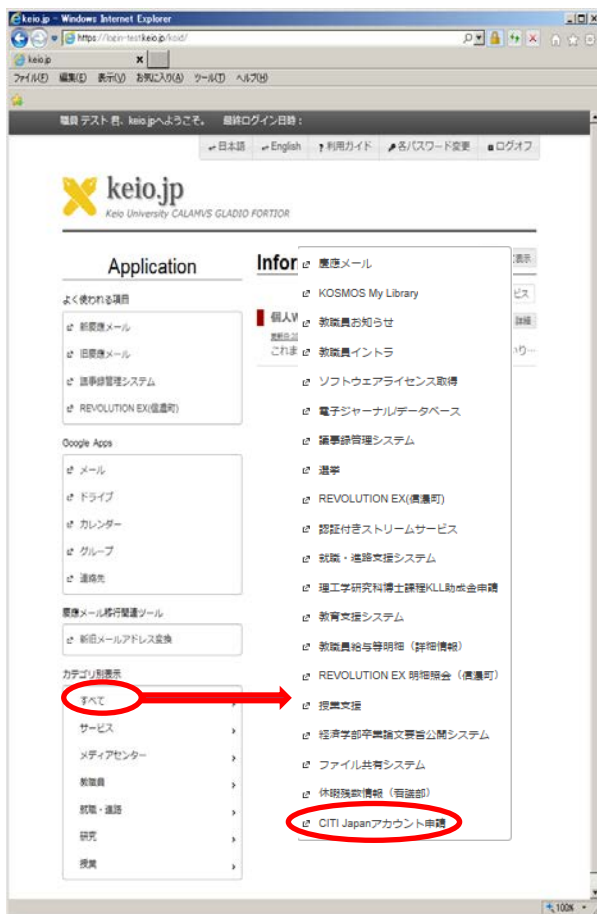 keio.jp - Windows Internet Explorer
keio.jp
ファイル(F) 編集(E) 表示(V) お気に入り(A) ツール(T) ヘルプ(H)
職員 テスト 君、keio.jpへようこそ。 最終ログイン日時 :
日本語 English 利用ガイド 各パスワード変更 ログオフ
keio.jp
Keio University CALAMVS GLADIO FORTIOR
Application
よく使われる項目
新慶應メール
旧慶應メール
議事録管理システム
REVOLUTION EX(信濃町)
Google Apps
メール
ドライブ
カレンダー
グループ
連絡先
慶應メール移行関連ツール
新旧メールアドレス変換
カテゴリ別表示
すべて
サービス
メディアセンター
教職員
就職・進路
研究
授業
Infor
表示
ビス
個人W
詳細
これま
慶應メール
KOSMOS My Library
教職員お知らせ
教職員イントラ
ソフトウェアライセンス取得
電子ジャーナル/データベース
議事録管理システム
選挙
REVOLUTION EX(信濃町)
認証付きストリームサービス
就職・進路支援システム
理工学研究科博士課程KLL助成金申請
教育支援システム
教職員給与等明細（詳細情報）
REVOLUTION EX 明細照会（信濃町）
授業支援
経済学部卒業論文要旨公開システム
ファイル共有システム
休暇残数情報（看護部）
CITI Japanアカウント申請
100%